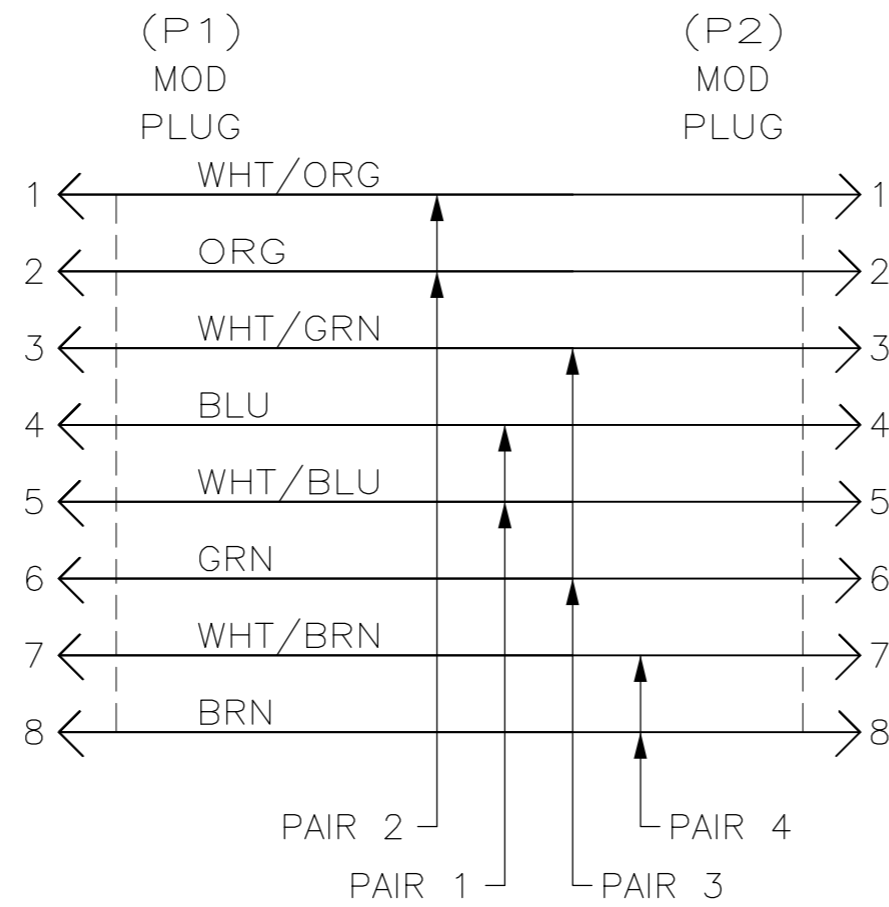 (P1) (P2)
MOD MOD
PLUG PLUG
1 WHT/ORG 1
2 ORG 2
3 WHT/GRN 3
4 BLU 4
5 WHT/BLU 5
6 GRN 6
7 WHT/BRN 7
8 BRN 8
PAIR 2 PAIR 4
PAIR 1 PAIR 3